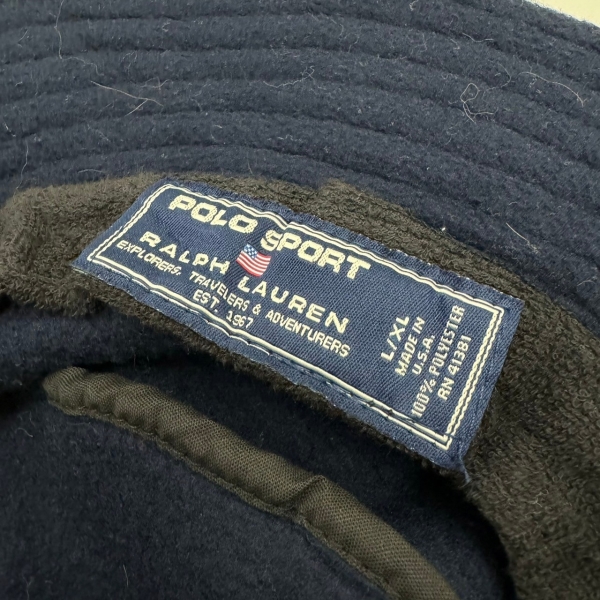 POLO SPORT
RALPH LAUREN
EXPLORERS, TRAVELERS & ADVENTURERS
EST. 1967
L/XL
MADE IN
U.S.A.
100% POLYESTER
RN 41381